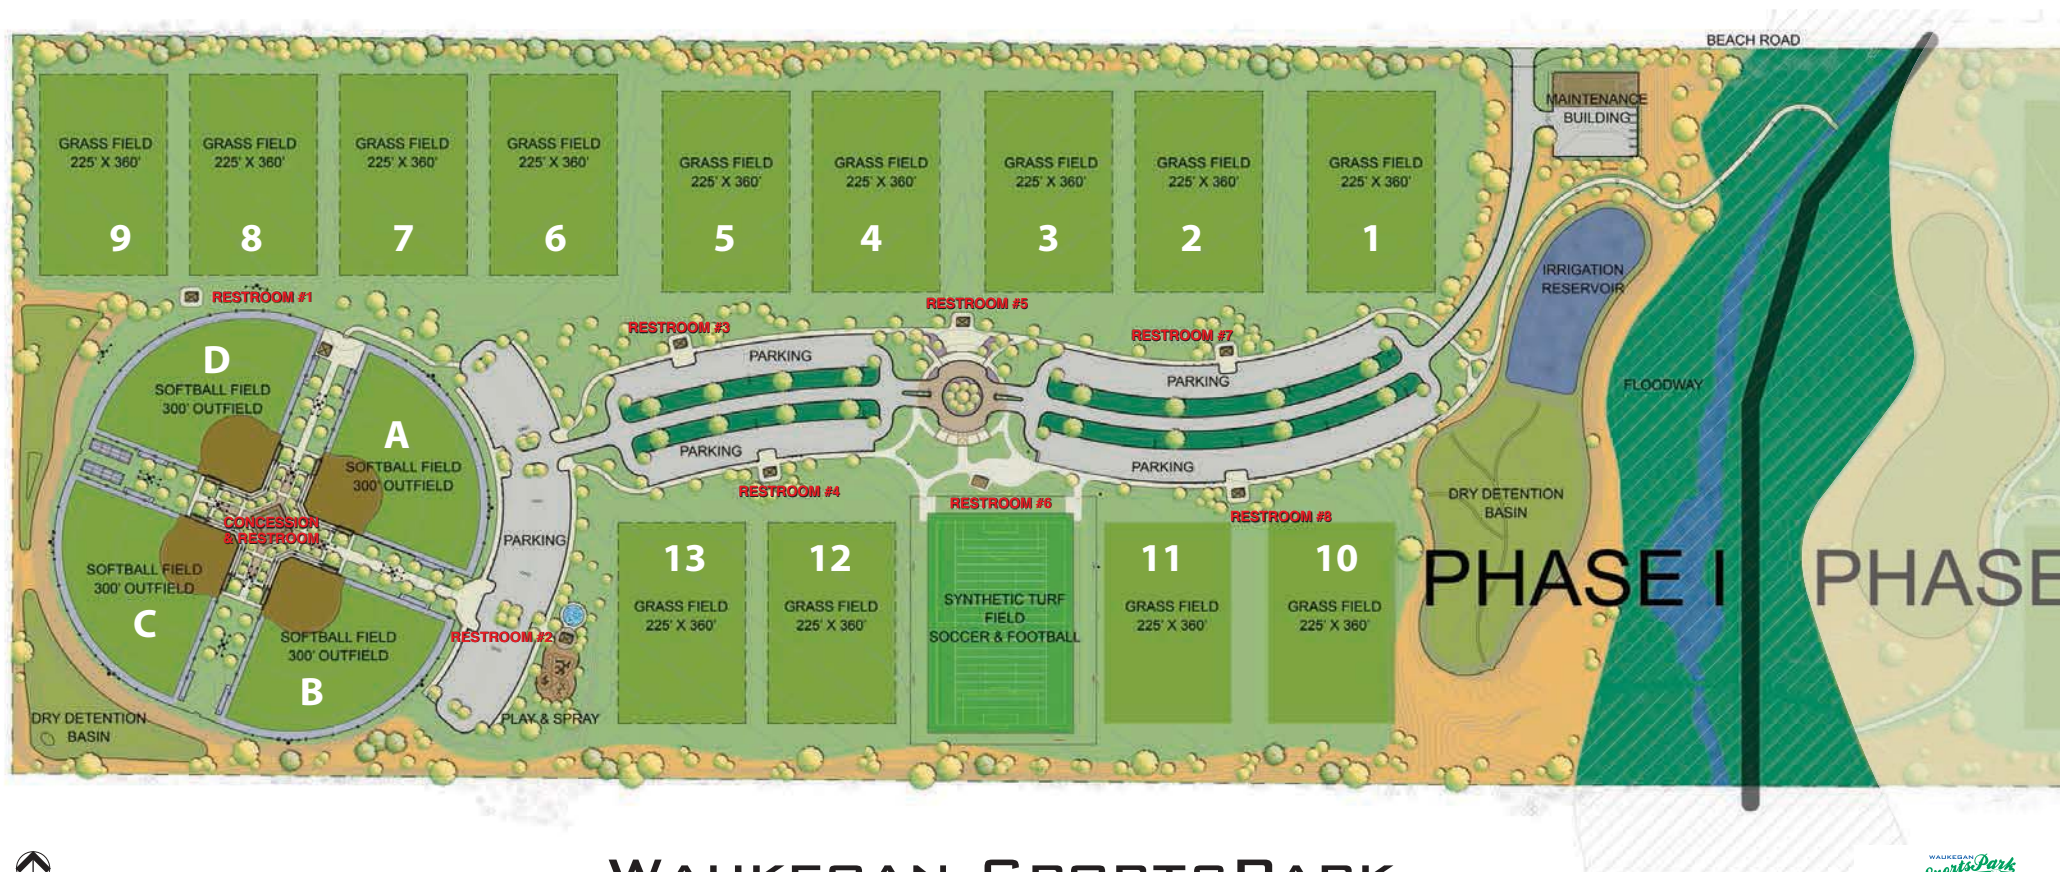 BEACH ROAD
MAINTENANCE
BUILDING
GRASS FIELD
225' X 360'
9
GRASS FIELD
225' X 360'
8
GRASS FIELD
225' X 360'
7
GRASS FIELD
225' X 360'
6
GRASS FIELD
225' X 360'
5
GRASS FIELD
225' X 360'
4
GRASS FIELD
225' X 360'
3
GRASS FIELD
225' X 360'
2
GRASS FIELD
225' X 360'
1
IRRIGATION
RESERVOIR
RESTROOM #1
RESTROOM #3
RESTROOM #5
RESTROOM #7
PARKING
PARKING
FLOODWAY
D
SOFTBALL FIELD
300' OUTFIELD
A
SOFTBALL FIELD
300' OUTFIELD
PARKING
PARKING
RESTROOM #4
RESTROOM #6
RESTROOM #8
DRY DETENTION
BASIN
CONCESSION
& RESTROOM
PARKING
SOFTBALL FIELD
300' OUTFIELD
C
SOFTBALL FIELD
300' OUTFIELD
B
RESTROOM #2
PLAY & SPRAY
13
GRASS FIELD
225' X 360'
12
GRASS FIELD
225' X 360'
SYNTHETIC TURF
FIELD
SOCCER & FOOTBALL
11
GRASS FIELD
225' X 360'
10
GRASS FIELD
225' X 360'
PHASE I
PHASE
DRY DETENTION
BASIN
WAUKEGAN SPORTSPARK
WAUKEGAN
SportsPark